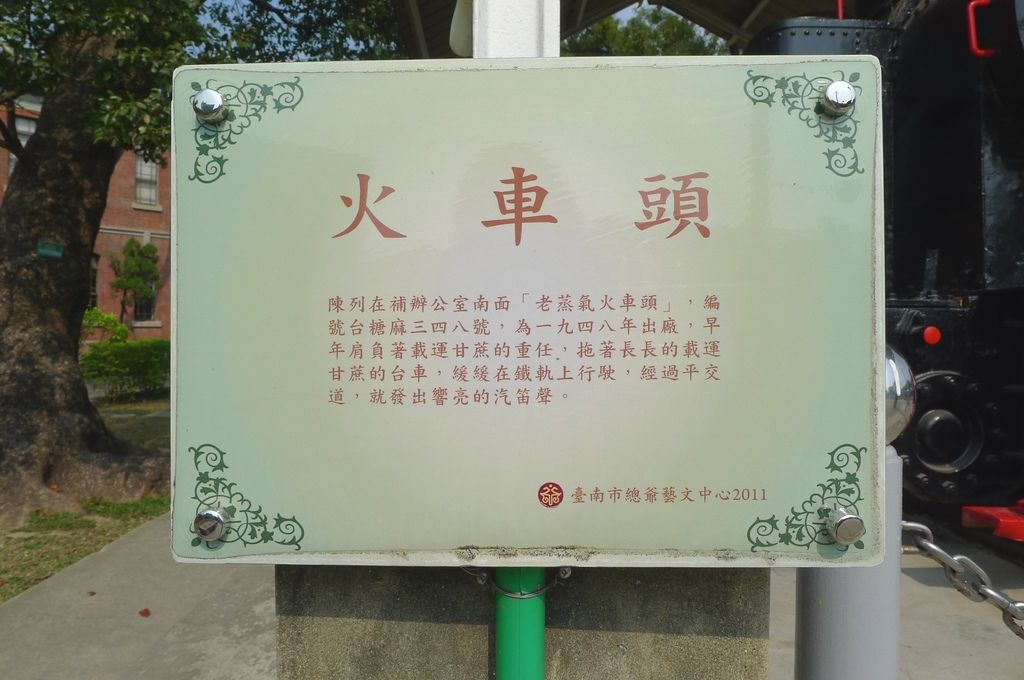 火車頭
陳列在補辦公室南面「老蒸氣火車頭」，編
號台糖麻三四八號，為一九四八年出廠，早
年肩負著載運甘蔗的重任，拖著長長的載運
甘蔗的台車，緩緩在鐵軌上行駛，經過平交
道，就發出響亮的汽笛聲。
臺南市總爺藝文中心2011